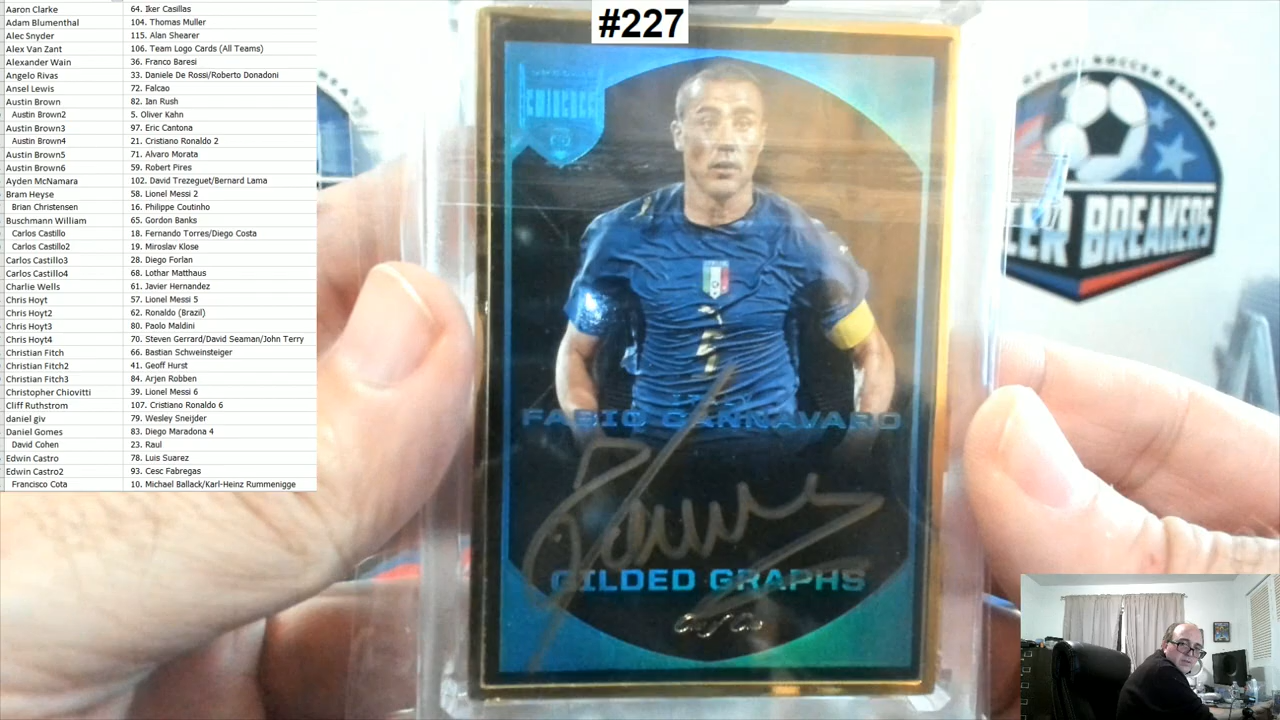 #227
Aaron Clarke 64. Iker Casillas
Adam Blumenthal 104. Thomas Muller
Alec Snyder 115. Alan Shearer
Alex Van Zant 106. Team Logo Cards (All Teams)
Alexander Wain 36. Franco Baresi
Angelo Rivas 33. Daniele De Rossi/Roberto Donadoni
Ansel Lewis 72. Falcao
Austin Brown 82. Ian Rush
Austin Brown2 5. Oliver Kahn
Austin Brown3 97. Eric Cantona
Austin Brown4 21. Cristiano Ronaldo 2
Austin Brown5 71. Alvaro Morata
Austin Brown6 59. Robert Pires
Ayden McNamara 102. David Trezeguet/Bernard Lama
Bram Heyse 58. Lionel Messi 2
Brian Christensen 16. Philippe Coutinho
Buschmann William 65. Gordon Banks
Carlos Castillo 18. Fernando Torres/Diego Costa
Carlos Castillo2 19. Miroslav Klose
Carlos Castillo3 28. Diego Forlan
Carlos Castillo4 68. Lothar Matthaus
Charlie Wells 61. Javier Hernandez
Chris Hoyt 57. Lionel Messi 5
Chris Hoyt2 62. Ronaldo (Brazil)
Chris Hoyt3 80. Paolo Maldini
Chris Hoyt4 70. Steven Gerrard/David Seaman/John Terry
Christian Fitch 66. Bastian Schweinsteiger
Christian Fitch2 41. Geoff Hurst
Christian Fitch3 84. Arjen Robben
Christopher Chiovitti 39. Lionel Messi 6
Cliff Ruthstrom 107. Cristiano Ronaldo 6
daniel giv 79. Wesley Sneijder
Daniel Gomes 83. Diego Maradona 4
David Cohen 23. Raul
Edwin Castro 78. Luis Suarez
Edwin Castro2 93. Cesc Fabregas
Francisco Cota 10. Michael Ballack/Karl-Heinz Rummenigge
ITALY
FABIO CANNAVARO
GILDED GRAPHS
One of One
OF THE SOCCER
BREAKERS